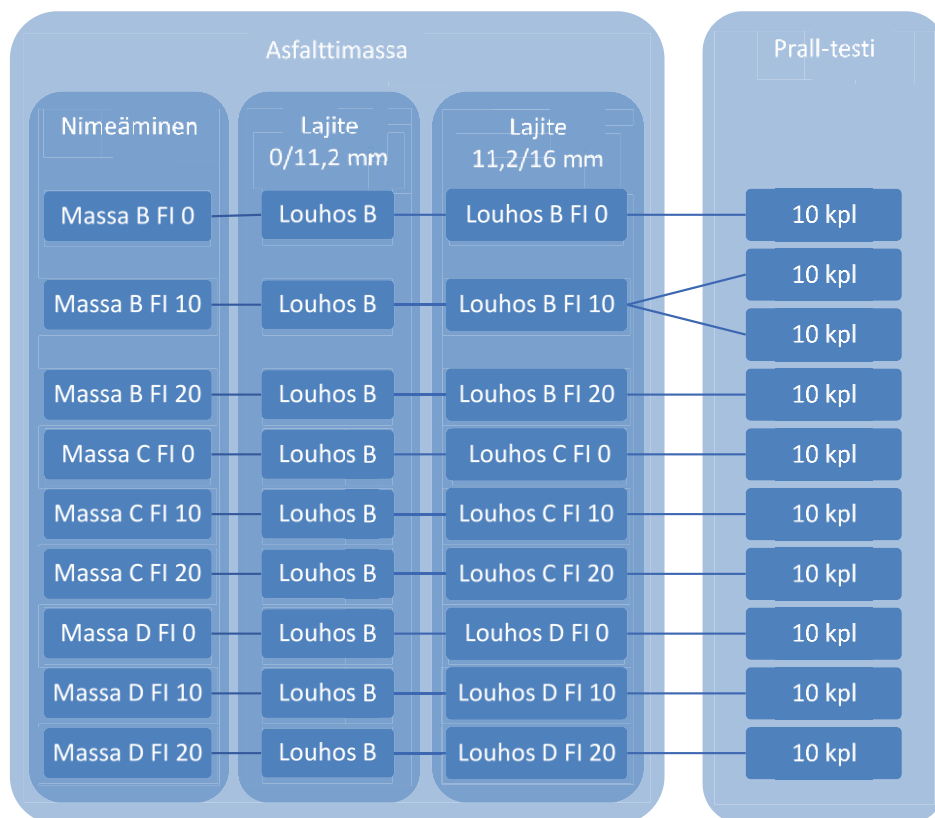 Asfalttimassa
Prall-testi
Nimeäminen
Lajite
0/11,2 mm
Lajite
11,2/16 mm
Massa B FI 0
Louhos B
Louhos B FI 0
10 kpl
Massa B FI 10
Louhos B
Louhos B FI 10
10 kpl
10 kpl
Massa B FI 20
Louhos B
Louhos B FI 20
10 kpl
Massa C FI 0
Louhos B
Louhos C FI 0
10 kpl
Massa C FI 10
Louhos B
Louhos C FI 10
10 kpl
Massa C FI 20
Louhos B
Louhos C FI 20
10 kpl
Massa D FI 0
Louhos B
Louhos D FI 0
10 kpl
Massa D FI 10
Louhos B
Louhos D FI 10
10 kpl
Massa D FI 20
Louhos B
Louhos D FI 20
10 kpl